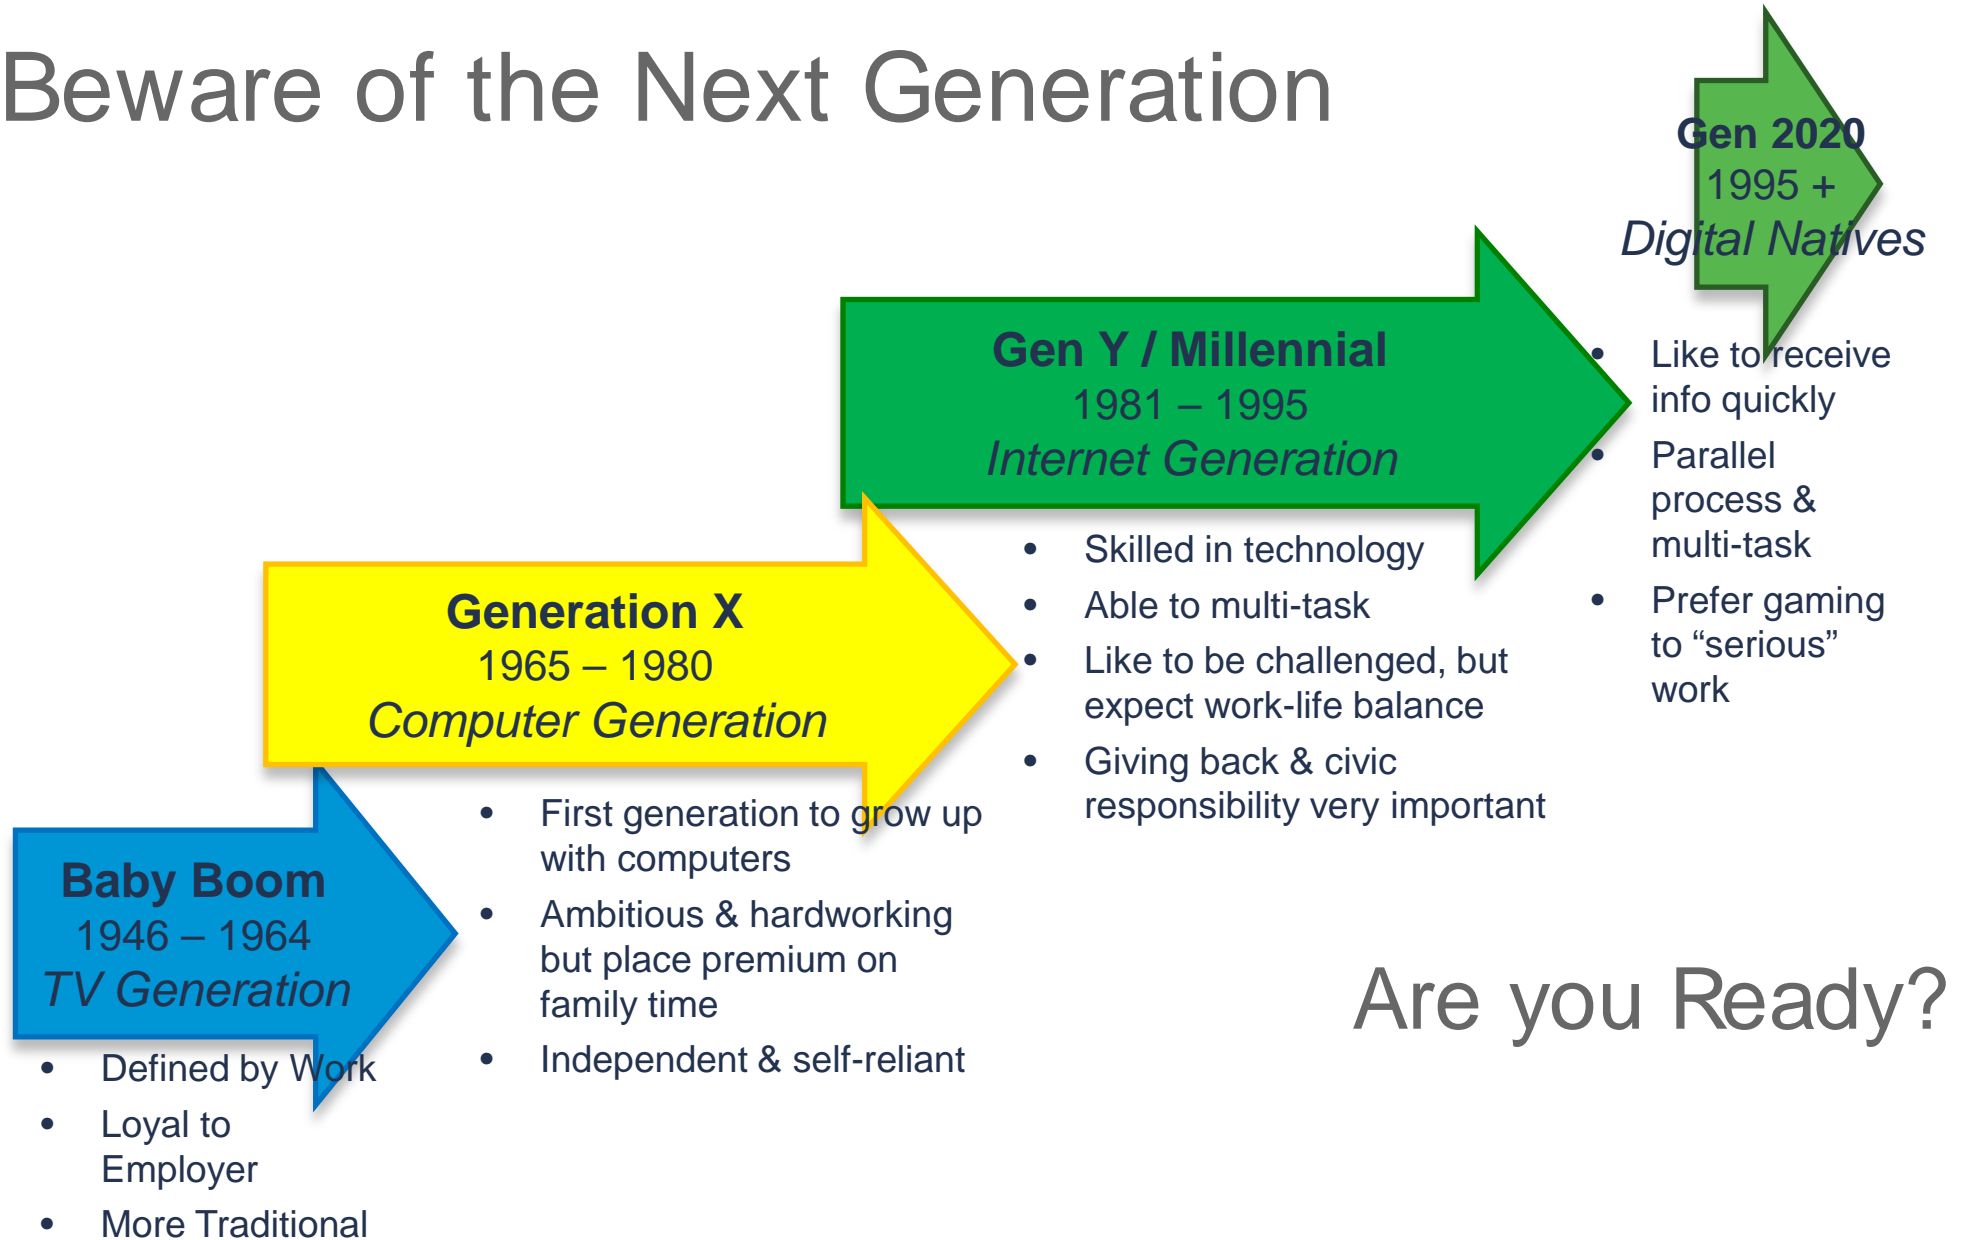 Beware of the Next Generation
Gen 2020
1995 +
Digital Natives
• Like to receive
info quickly
• Parallel
process &
multi-task
• Prefer gaming
to “serious”
work
Gen Y / Millennial
1981 – 1995
Internet Generation
• Skilled in technology
• Able to multi-task
• Like to be challenged, but
expect work-life balance
• Giving back & civic
responsibility very important
Generation X
1965 – 1980
Computer Generation
• First generation to grow up
with computers
• Ambitious & hardworking
but place premium on
family time
• Independent & self-reliant
Baby Boom
1946 – 1964
TV Generation
• Defined by Work
• Loyal to
Employer
• More Traditional
Are you Ready?